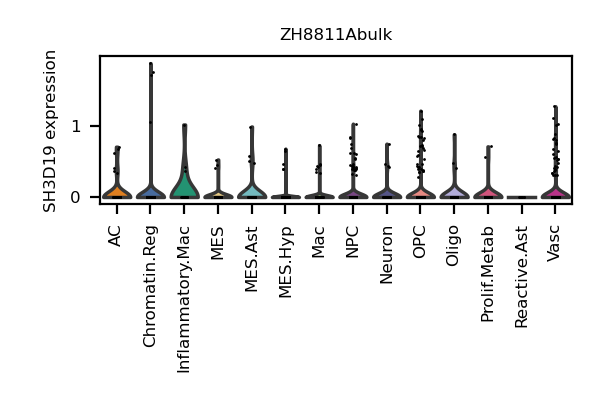 ZH8811Abulk
SH3D19 expression
1
0
AC
Chromatin.Reg
Inflammatory.Mac
MES
MES.Ast
MES.Hyp
Mac
NPC
Neuron
OPC
Oligo
Prolif.Metab
Reactive.Ast
Vasc